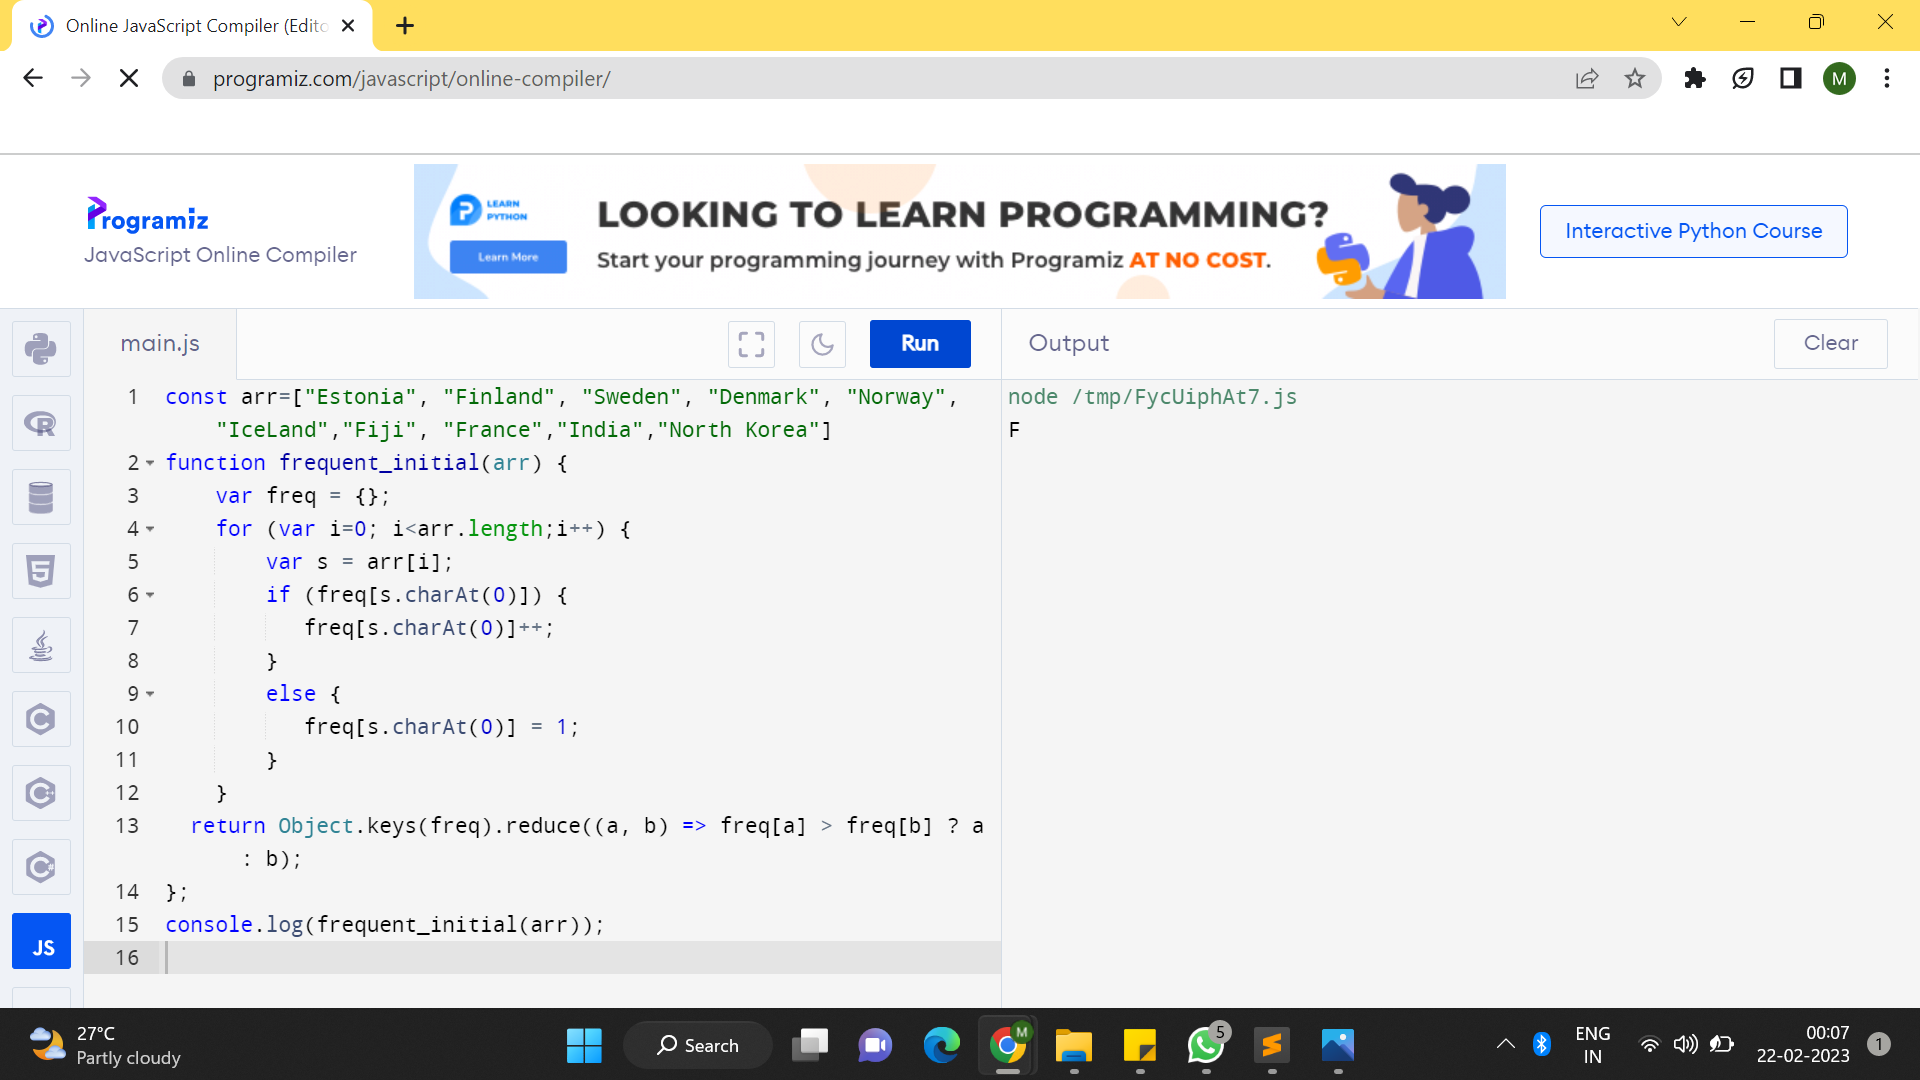 Online JavaScript Compiler (Edito
programiz.com/javascript/online-compiler/
M
Programiz
JavaScript Online Compiler
LEARN
PYTHON
Learn More
LOOKING TO LEARN PROGRAMMING?
Start your programming journey with Programiz AT NO COST.
Interactive Python Course
main.js
Run
Output
Clear
1 const arr=["Estonia", "Finland", "Sweden", "Denmark", "Norway",
"IceLand","Fiji", "France","India","North Korea"]
2 function frequent_initial(arr) {
3 var freq = {};
4 for (var i=0; i<arr.length;i++) {
5 var s = arr[i];
6 if (freq[s.charAt(0)]) {
7 freq[s.charAt(0)]++;
8 }
9 else {
10 freq[s.charAt(0)] = 1;
11 }
12 }
13 return Object.keys(freq).reduce((a, b) => freq[a] > freq[b] ? a
: b);
14 };
15 console.log(frequent_initial(arr));
16
node /tmp/FycUiphAt7.js
F
JS
27°C
Partly cloudy
Search
M
5
ENG
IN
00:07
22-02-2023
1